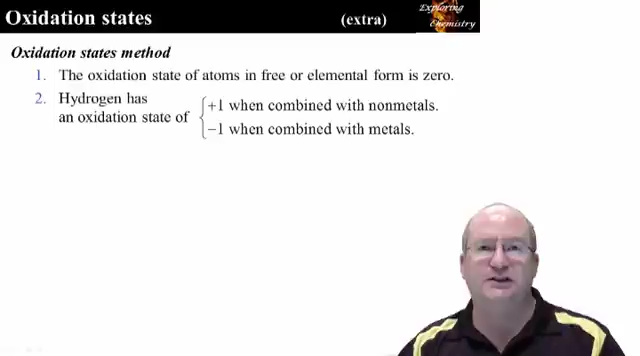 Oxidation states
(extra)
Exploring
Chemistry
Oxidation states method
1. The oxidation state of atoms in free or elemental form is zero.
2. Hydrogen has
an oxidation state of
+1 when combined with nonmetals.
−1 when combined with metals.